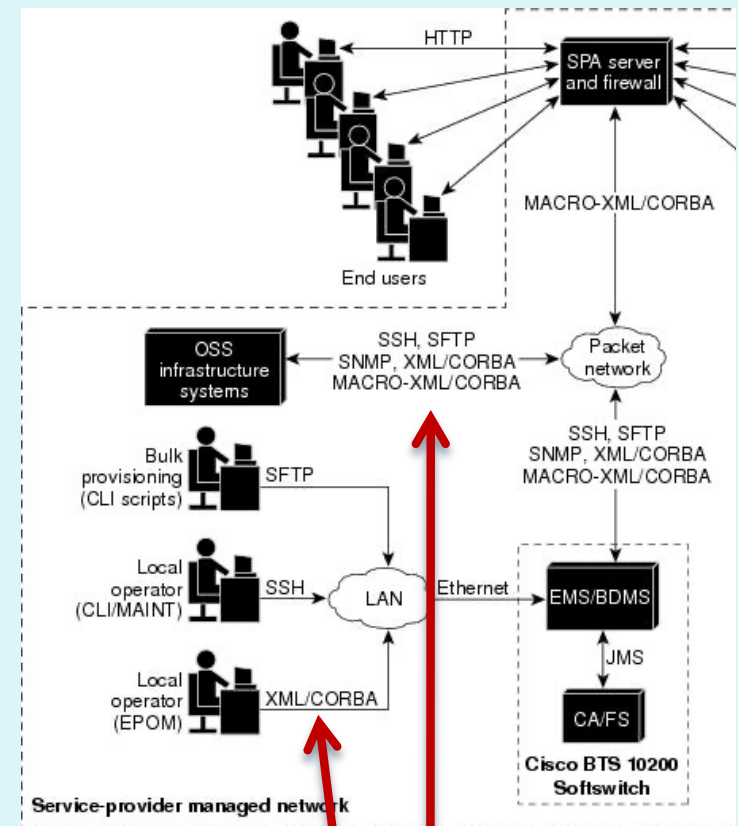 HTTP
SPA server
and firewall
MACRO-XML/CORBA
End users
OSS
infrastructure
systems
SSH, SFTP
SNMP, XML/CORBA
MACRO-XML/CORBA
Packet
network
SSH, SFTP
SNMP, XML/CORBA
MACRO-XML/CORBA
Bulk
provisioning
(CLI scripts)
SFTP
Local
operator
(CLI/MAINT)
SSH
LAN
Ethernet
EMS/BDMS
JMS
Local
operator
(EPOM)
XML/CORBA
CA/FS
Cisco BTS 10200
Softswitch
Service-provider managed network